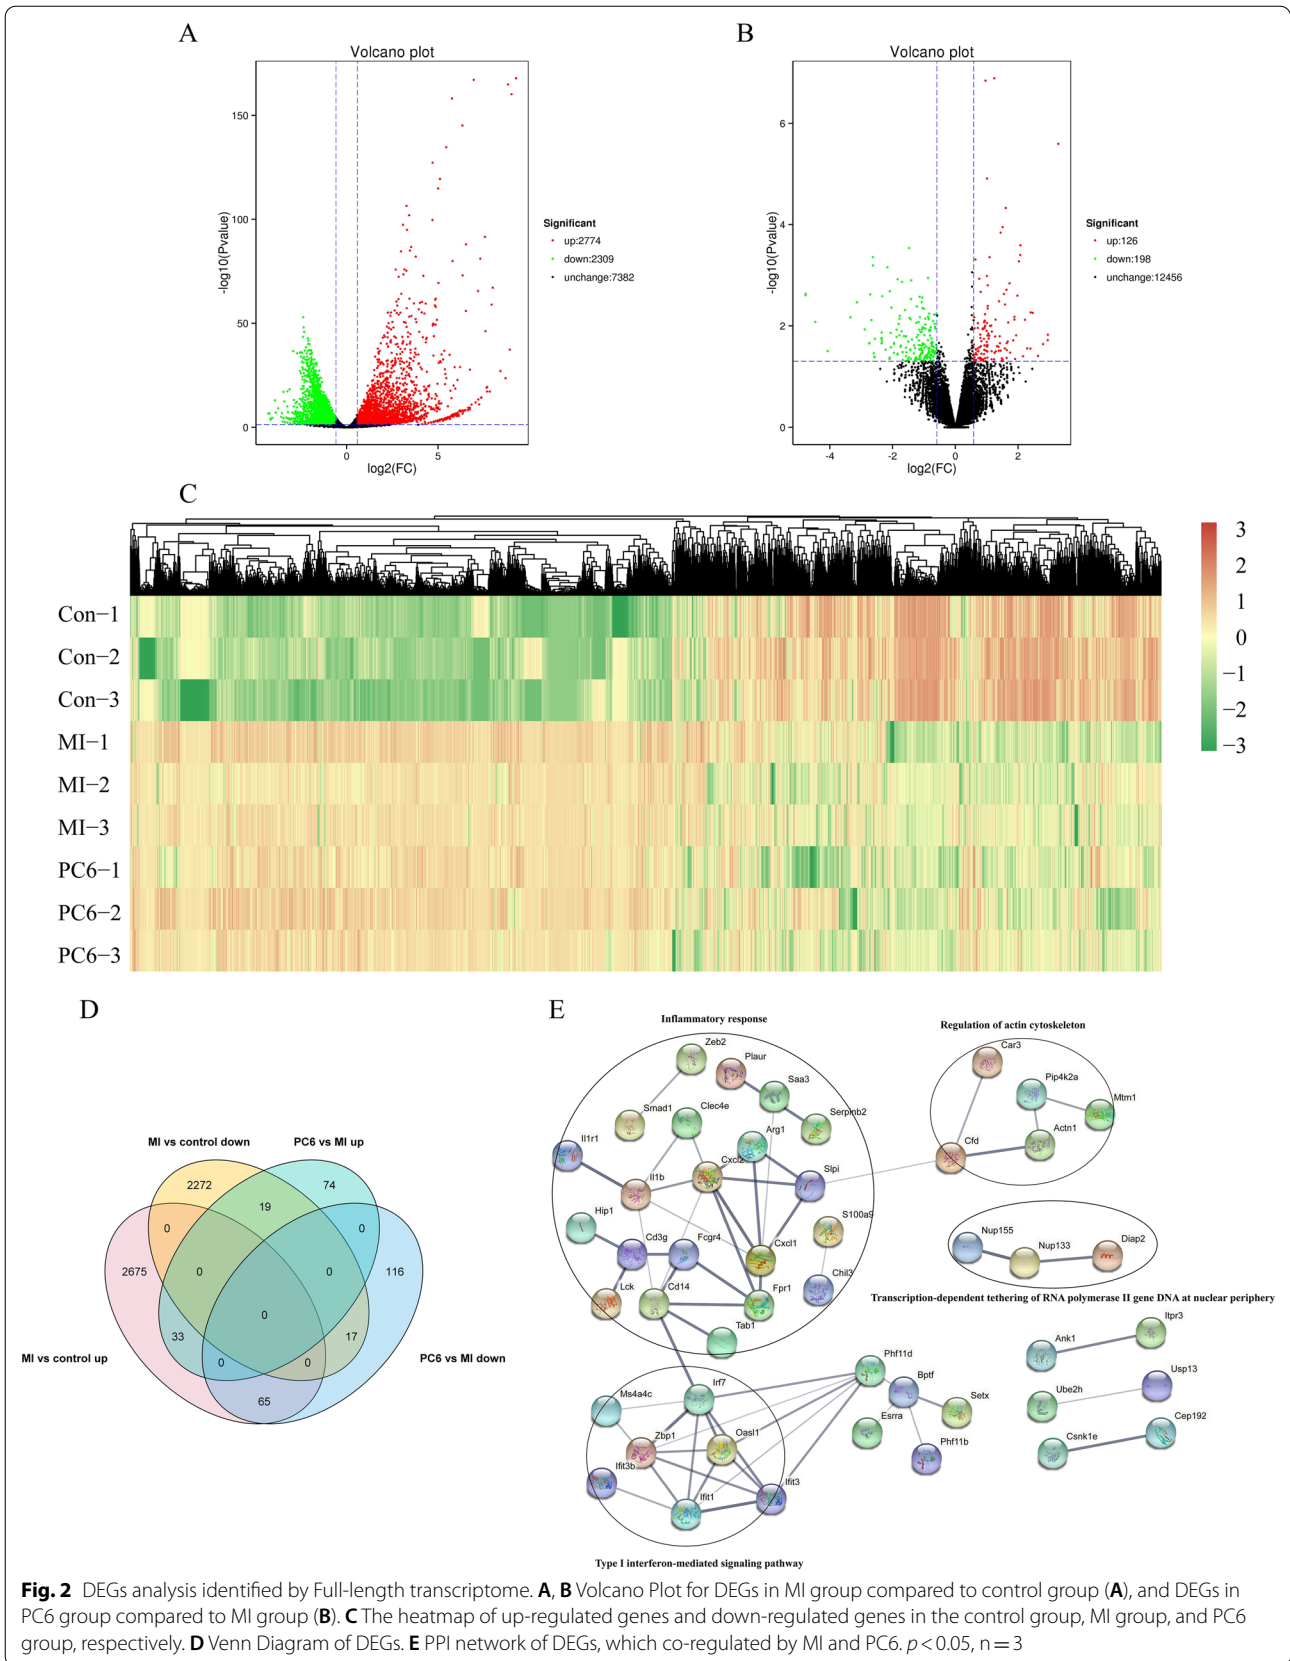 A
Volcano plot
150
100
50
0
-log10(Pvalue)
0 5
log2(FC)
Significant
up:2774
down:2309
unchange:7382
B
Volcano plot
6
4
2
0
-log10(Pvalue)
-4 -2 0 2
log2(FC)
Significant
up:126
down:198
unchange:12456
C
Con−1
Con−2
Con−3
MI−1
MI−2
MI−3
PC6−1
PC6−2
PC6−3
3
2
1
0
−1
−2
−3
D
MI vs control down
PC6 vs MI up
2272
74
19
0
0
2675
0
0
116
0
33
17
0
0
MI vs control up
PC6 vs MI down
65
E
Inflammatory response
Zeb2
Plaur
Saa3
Smad1
Clec4e
Serpinb2
Arg1
Il1r1
Cxcl2
Il1b
Slpi
Hip1
S100a9
Cd3g
Fcgr4
Cxcl1
Lck
Cd14
Fpr1
Chil3
Tab1
Regulation of actin cytoskeleton
Car3
Pip4k2a
Mtm1
Cfd
Actn1
Nup155
Nup133
Diap2
Transcription-dependent tethering of RNA polymerase II gene DNA at nuclear periphery
Itpr3
Ank1
Usp13
Ube2h
Cep192
Csnk1e
Phf11d
Bptf
Setx
Esrra
Phf11b
Irf7
Ms4a4c
Zbp1
Oasl1
Ifit3b
Ifit1
Ifit3
Type I interferon-mediated signaling pathway
Fig. 2 DEGs analysis identified by Full-length transcriptome. A, B Volcano Plot for DEGs in MI group compared to control group (A), and DEGs in
PC6 group compared to MI group (B). C The heatmap of up-regulated genes and down-regulated genes in the control group, MI group, and PC6
group, respectively. D Venn Diagram of DEGs. E PPI network of DEGs, which co-regulated by MI and PC6. p < 0.05, n = 3